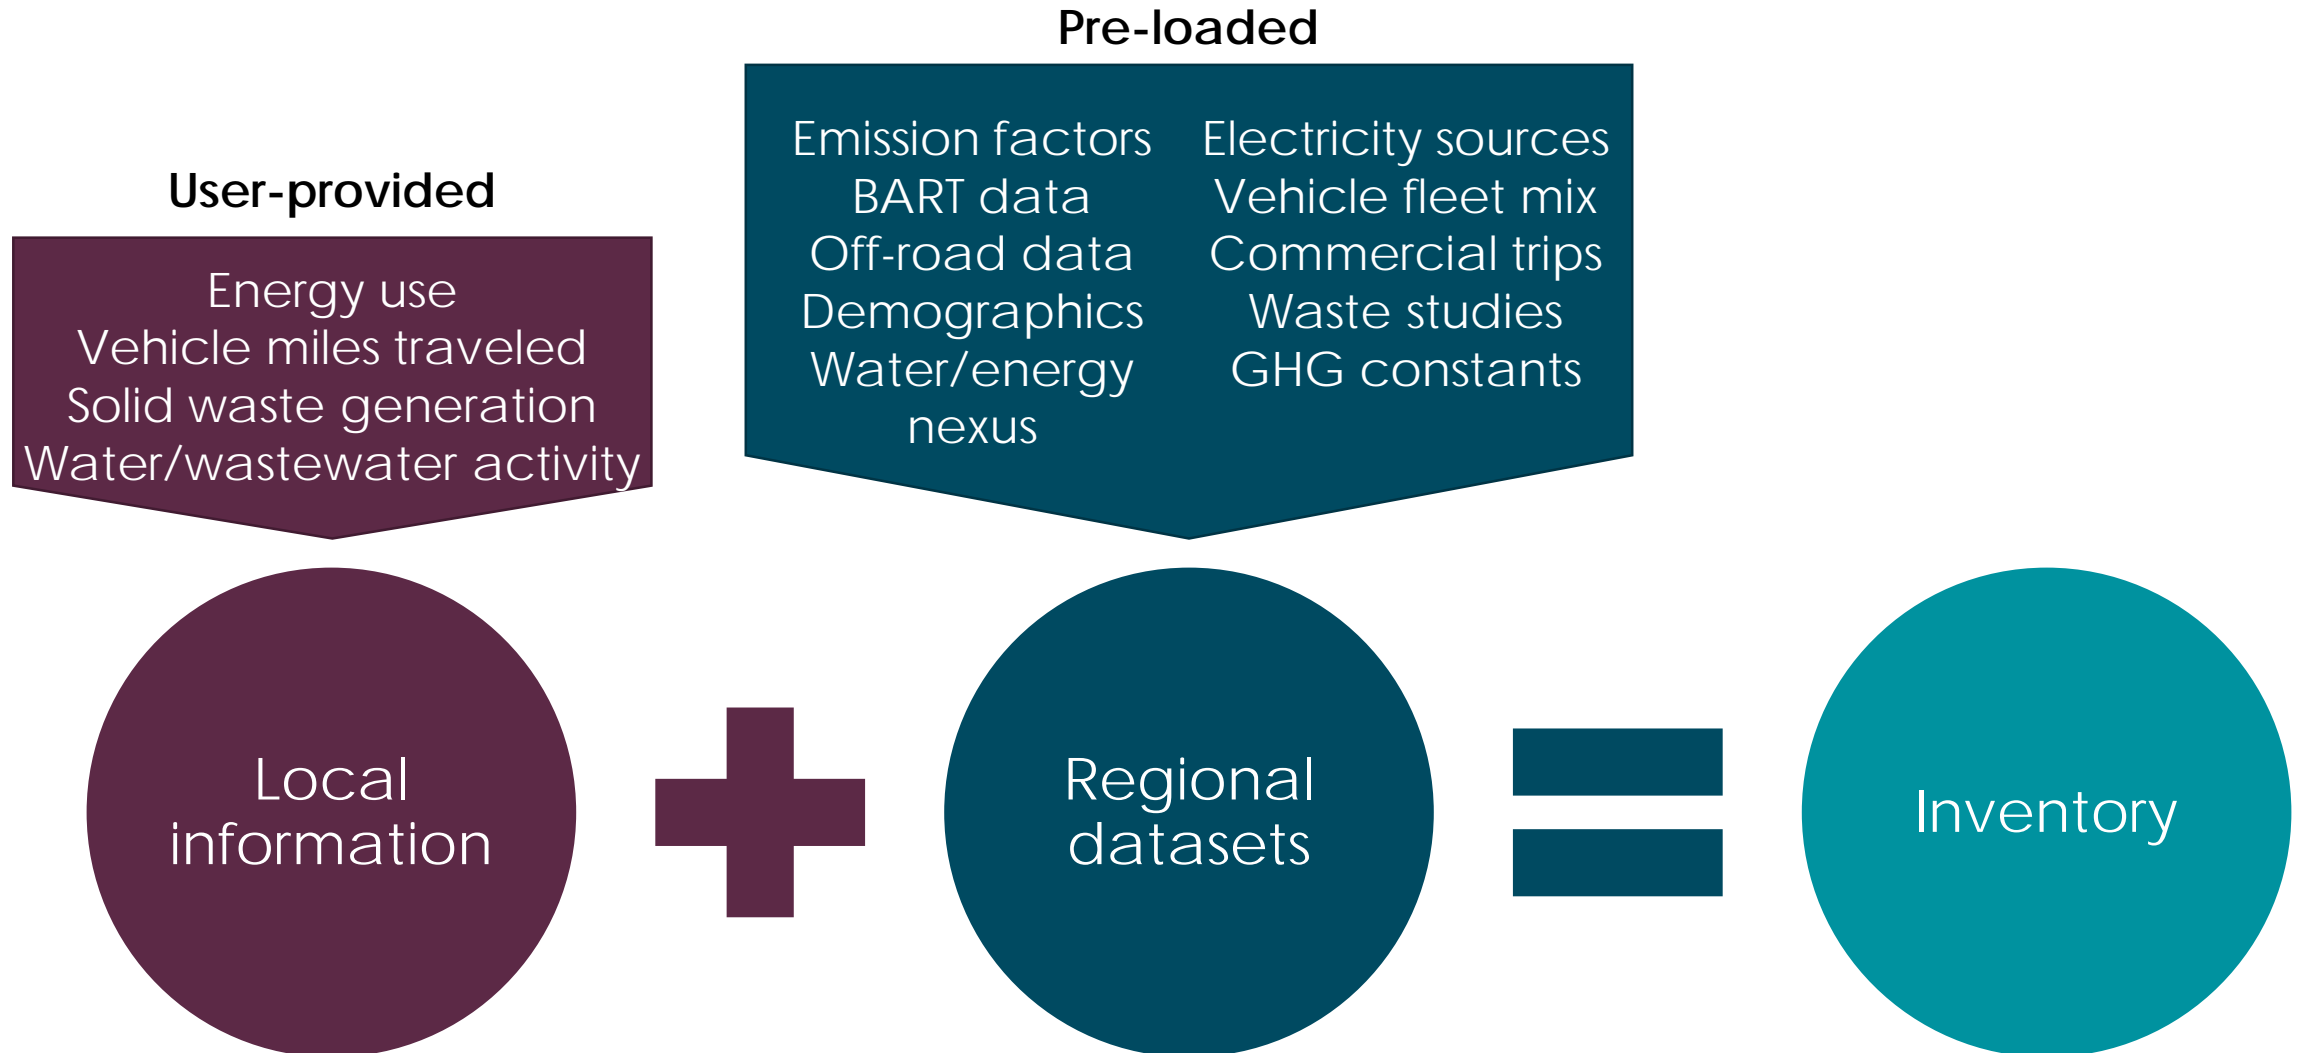 Pre-loaded
Emission factors
BART data
Off-road data
Demographics
Water/energy
nexus
Electricity sources
Vehicle fleet mix
Commercial trips
Waste studies
GHG constants
User-provided
Energy use
Vehicle miles traveled
Solid waste generation
Water/wastewater activity
Local
information
Regional
datasets
Inventory